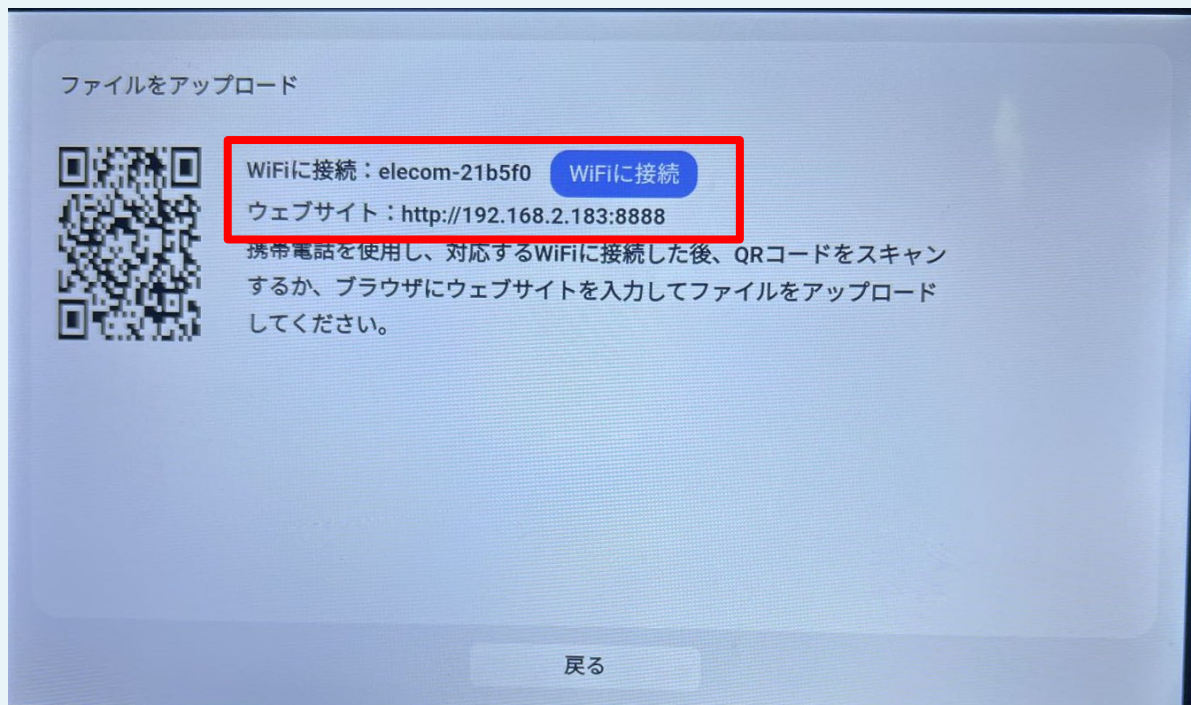 ファイルをアップロード
WiFiに接続：elecom-21b5f0 WiFiに接続
ウェブサイト：http://192.168.2.183:8888
携帯電話を使用し、対応するWiFiに接続した後、QRコードをスキャン
するか、ブラウザにウェブサイトを入力してファイルをアップロード
してください。
戻る